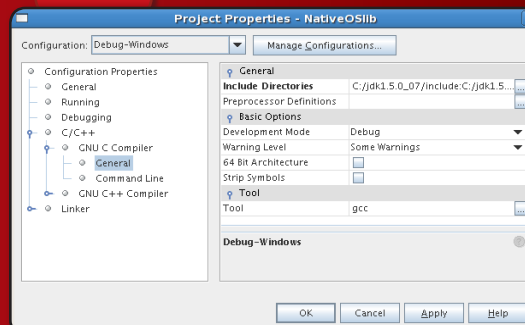 Project Properties - NativeOSlib
Configuration: Debug-Windows Manage Configurations...
Configuration Properties
General
Running
Debugging
C/C++
GNU C Compiler
General
Command Line
GNU C++ Compiler
Linker
General
Include Directories C:/jdk1.5.0_07/include:C:/jdk1.5.... ...
Preprocessor Definitions ...
Basic Options
Development Mode Debug
Warning Level Some Warnings
64 Bit Architecture
Strip Symbols
Tool
Tool gcc ...
Debug-Windows
OK Cancel Apply Help